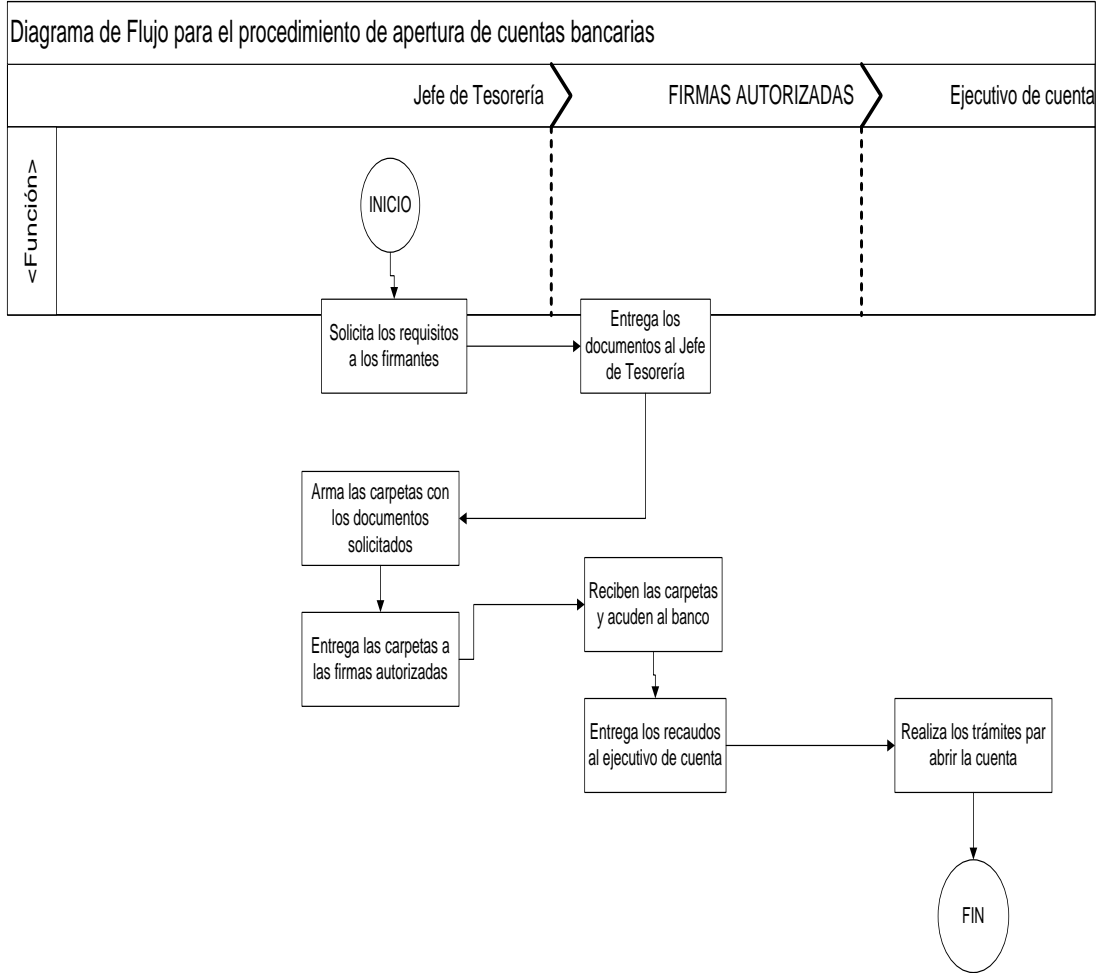 Diagrama de Flujo para el procedimiento de apertura de cuentas bancarias
Jefe de Tesorería
FIRMAS AUTORIZADAS
Ejecutivo de cuenta
<Función>
INICIO
Solicita los requisitos
a los firmantes
Entrega los
documentos al Jefe
de Tesorería
Arma las carpetas con
los documentos
solicitados
Entrega las carpetas a
las firmas autorizadas
Reciben las carpetas
y acuden al banco
Entrega los recaudos
al ejecutivo de cuenta
Realiza los trámites par
abrir la cuenta
FIN